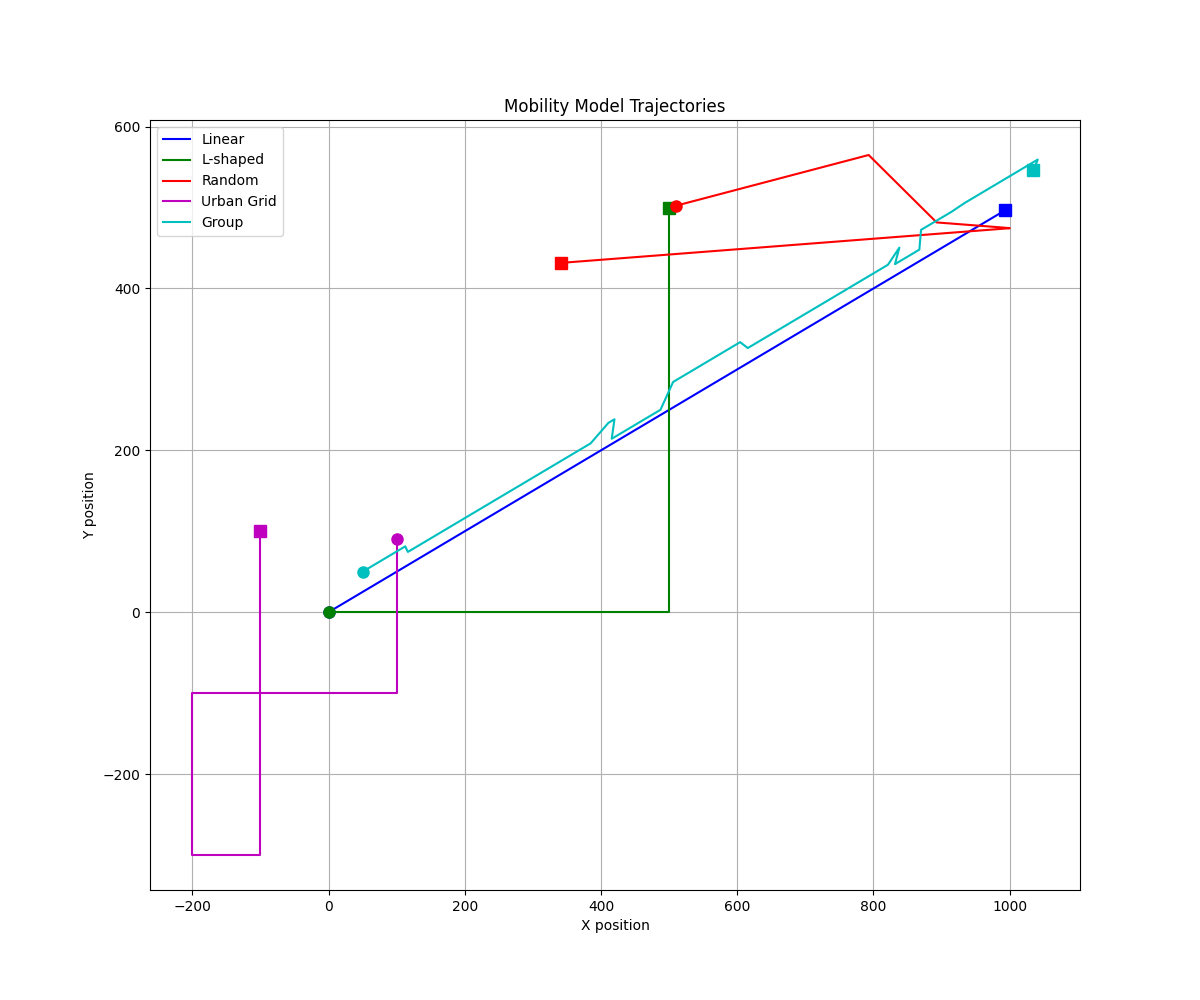 Mobility Model Trajectories
Linear
L-shaped
Random
Urban Grid
Group
600
400
200
0
−200
Y position
−200 0 200 400 600 800 1000
X position